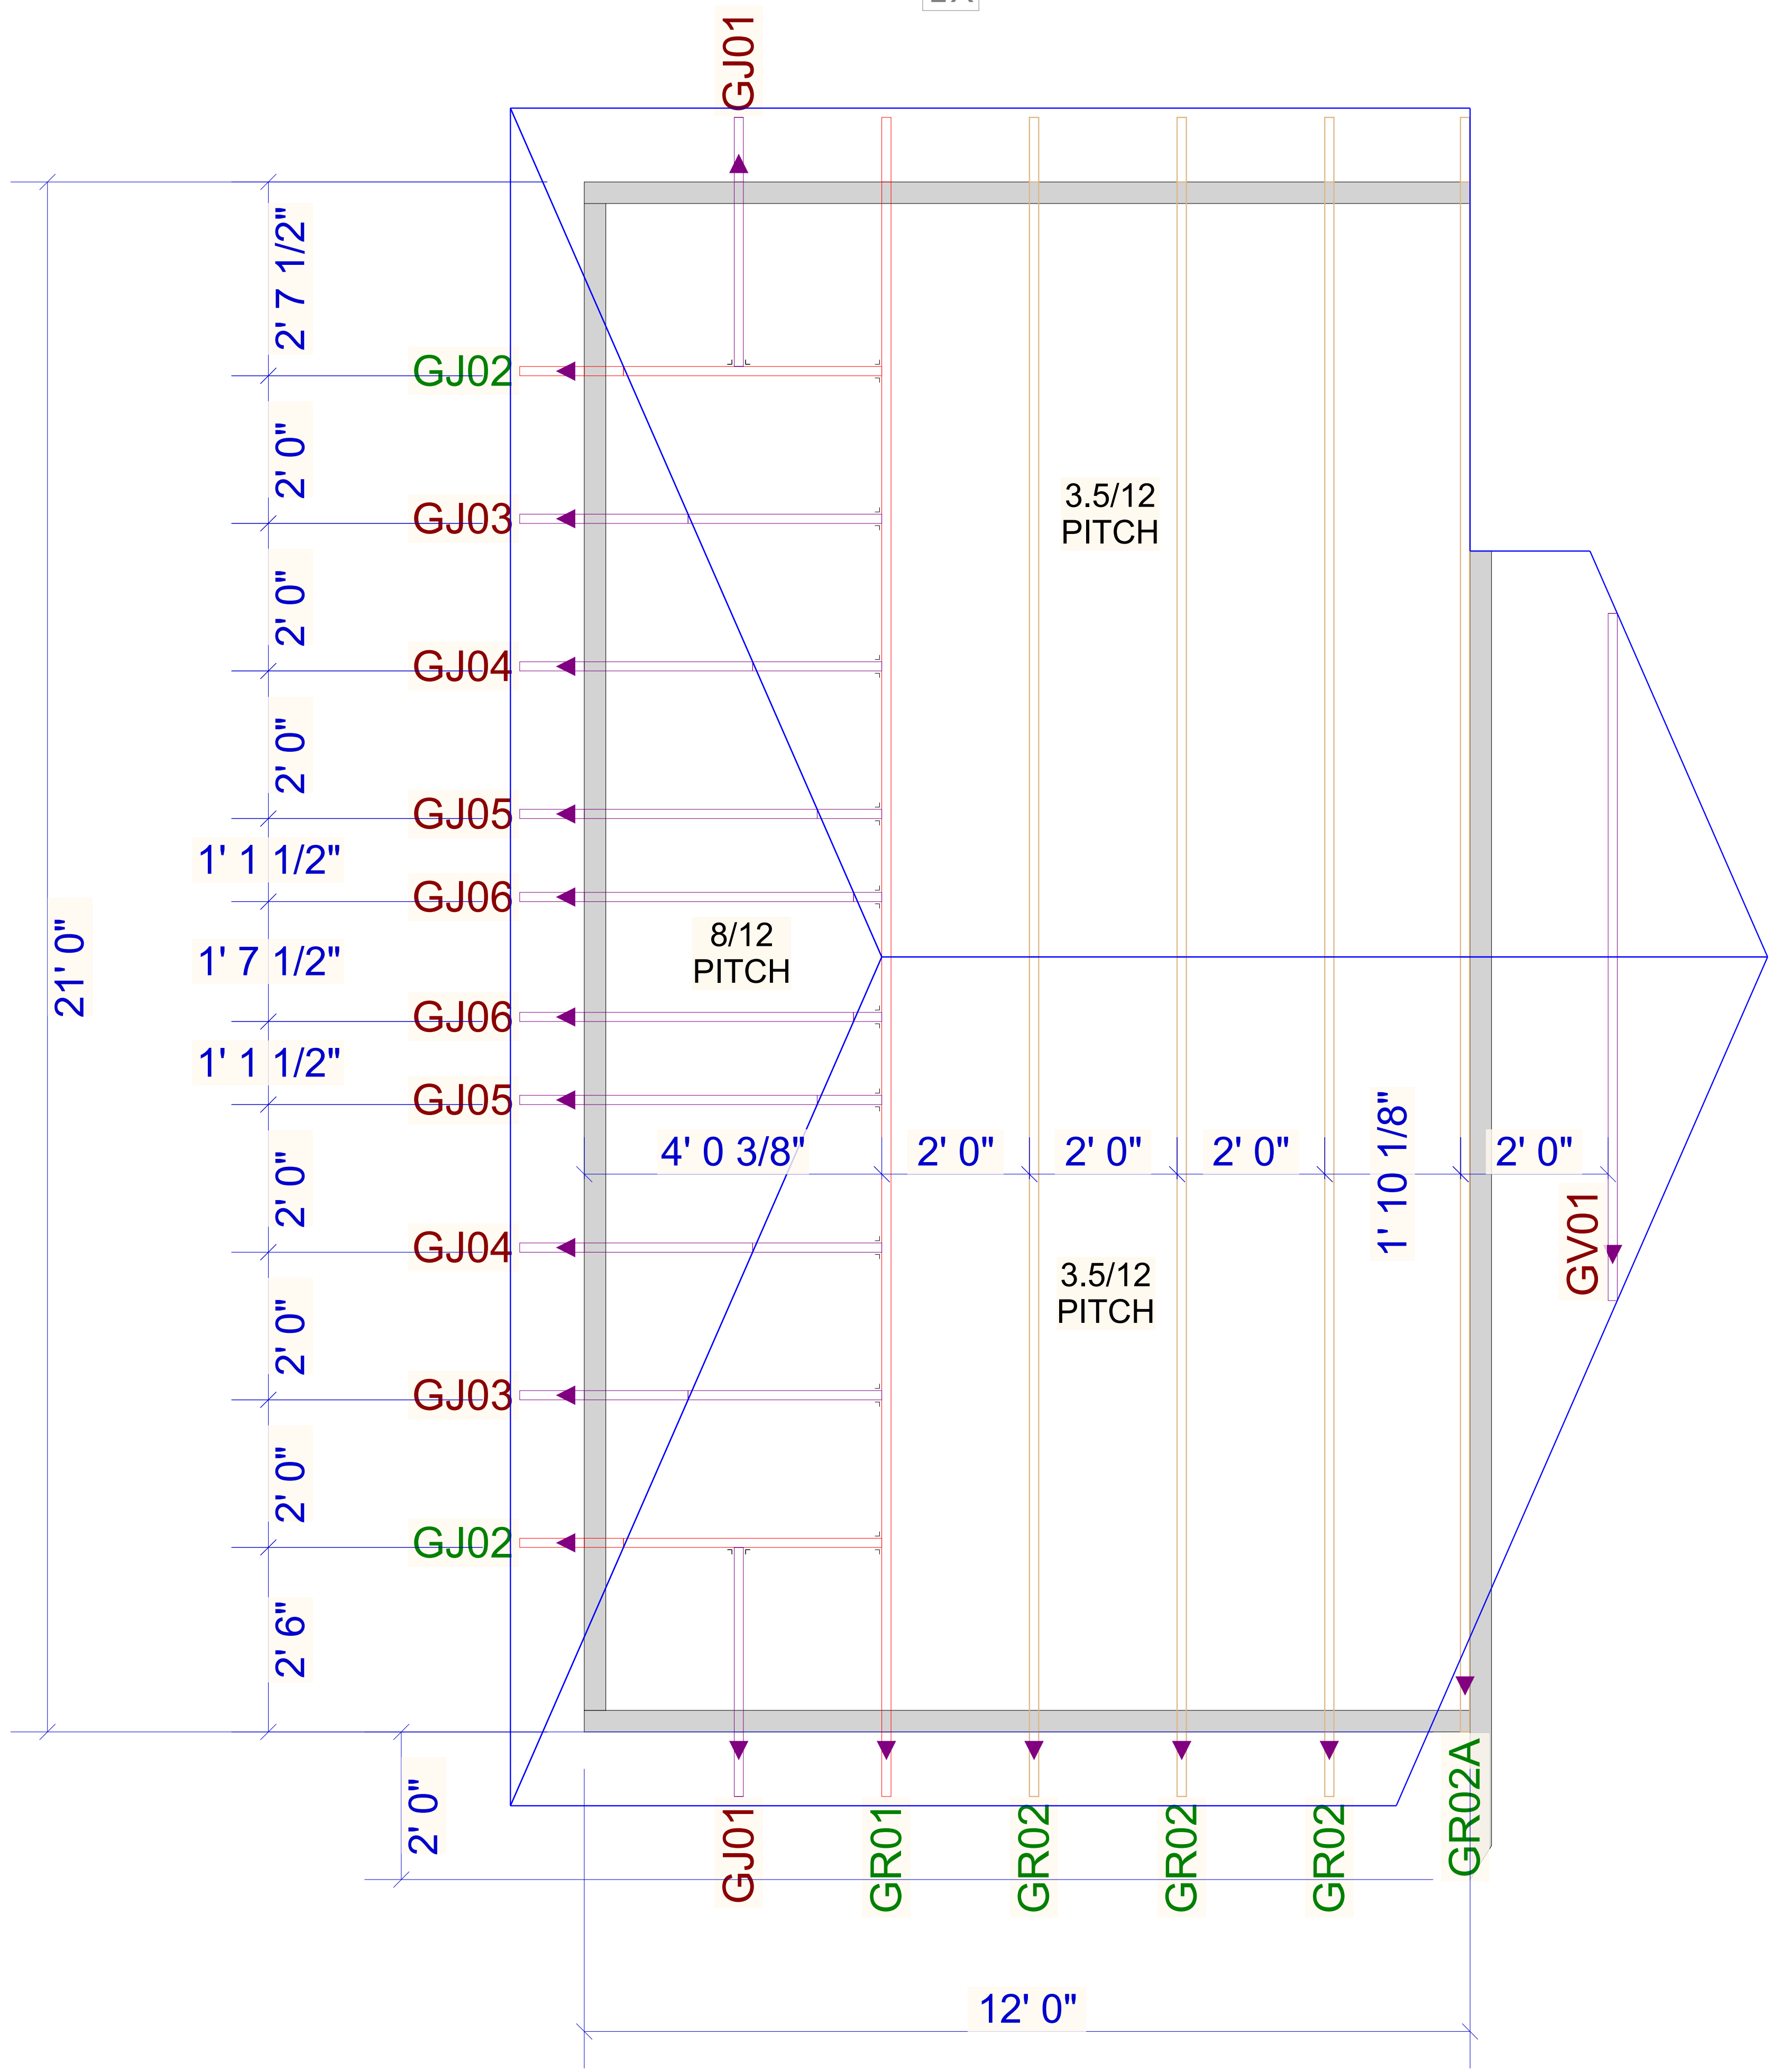 GJ01
2' 7 1/2"
GJ02
2' 0"
3.5/12
PITCH
GJ03
2' 0"
GJ04
2' 0"
GJ05
1' 1 1/2"
GJ06
21' 0"
8/12
PITCH
1' 7 1/2"
GJ06
1' 1 1/2"
GJ05
4' 0 3/8"
2' 0"
2' 0"
2' 0"
1' 10 1/8"
2' 0"
2' 0"
GJ04
GV01
3.5/12
PITCH
2' 0"
GJ03
2' 0"
GJ02
2' 6"
2' 0"
GJ01
GR01
GR02
GR02
GR02
GR02A
12' 0"